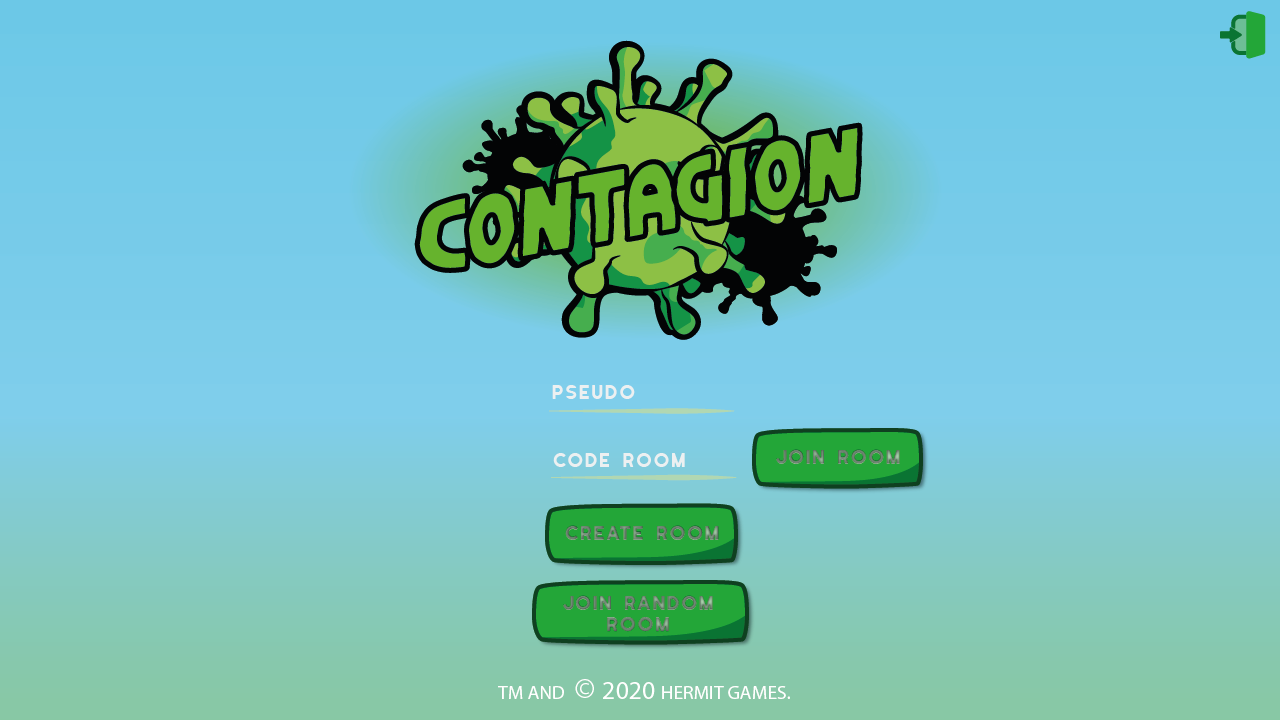 CONTAGION
PSEUDO
CODE ROOM
JOIN ROOM
CREATE ROOM
JOIN RANDOM
ROOM
TM AND © 2020 HERMIT GAMES.